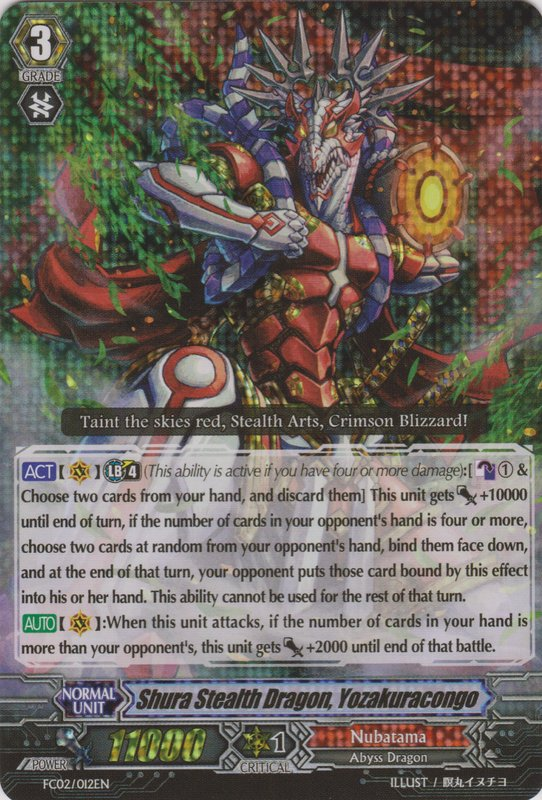 3
GRADE
Taint the skies red, Stealth Arts, Crimson Blizzard!
ACT【 】LB4 (This ability is active if you have four or more damage):[ ① &
Choose two cards from your hand, and discard them] This unit gets +10000
until end of turn, if the number of cards in your opponent's hand is four or more,
choose two cards at random from your opponent's hand, bind them face down,
and at the end of that turn, your opponent puts those card bound by this effect
into his or her hand. This ability cannot be used for the rest of that turn.
AUTO【 】:When this unit attacks, if the number of cards in your hand is
more than your opponent's, this unit gets +2000 until end of that battle.
NORMAL
UNIT
Shura Stealth Dragon, Yozakuracongo
POWER
11000
1
CRITICAL
Nubatama
Abyss Dragon
FC02/012EN
ILLUST / 瞑丸イヌチヨ